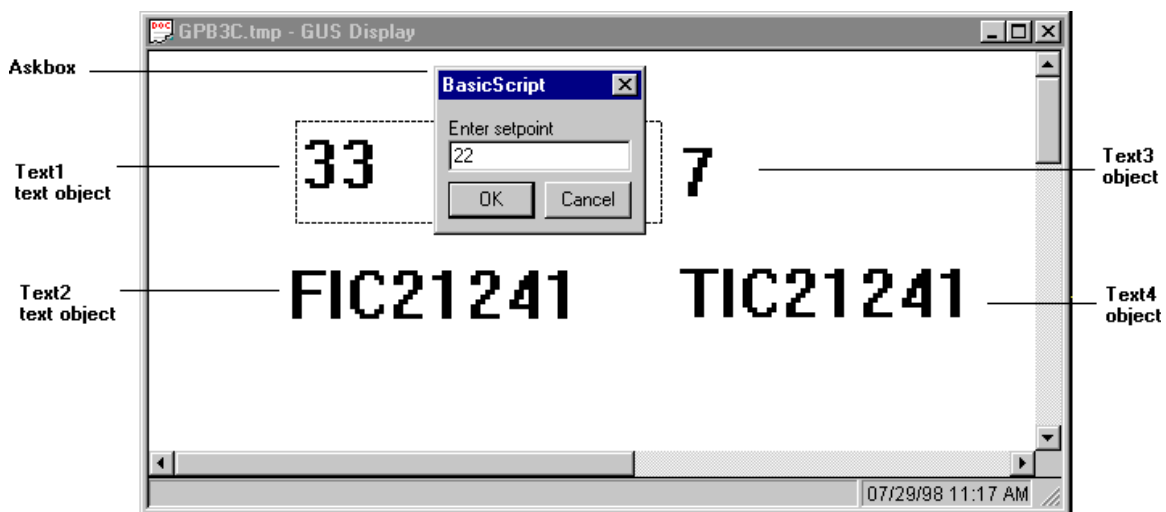 DOC GPB3C.tmp - GUS Display
Askbox
BasicScript
Enter setpoint
22
OK Cancel
33
7
Text1
text object
Text3
object
FIC21241
TIC21241
Text2
text object
Text4
object
07/29/98 11:17 AM